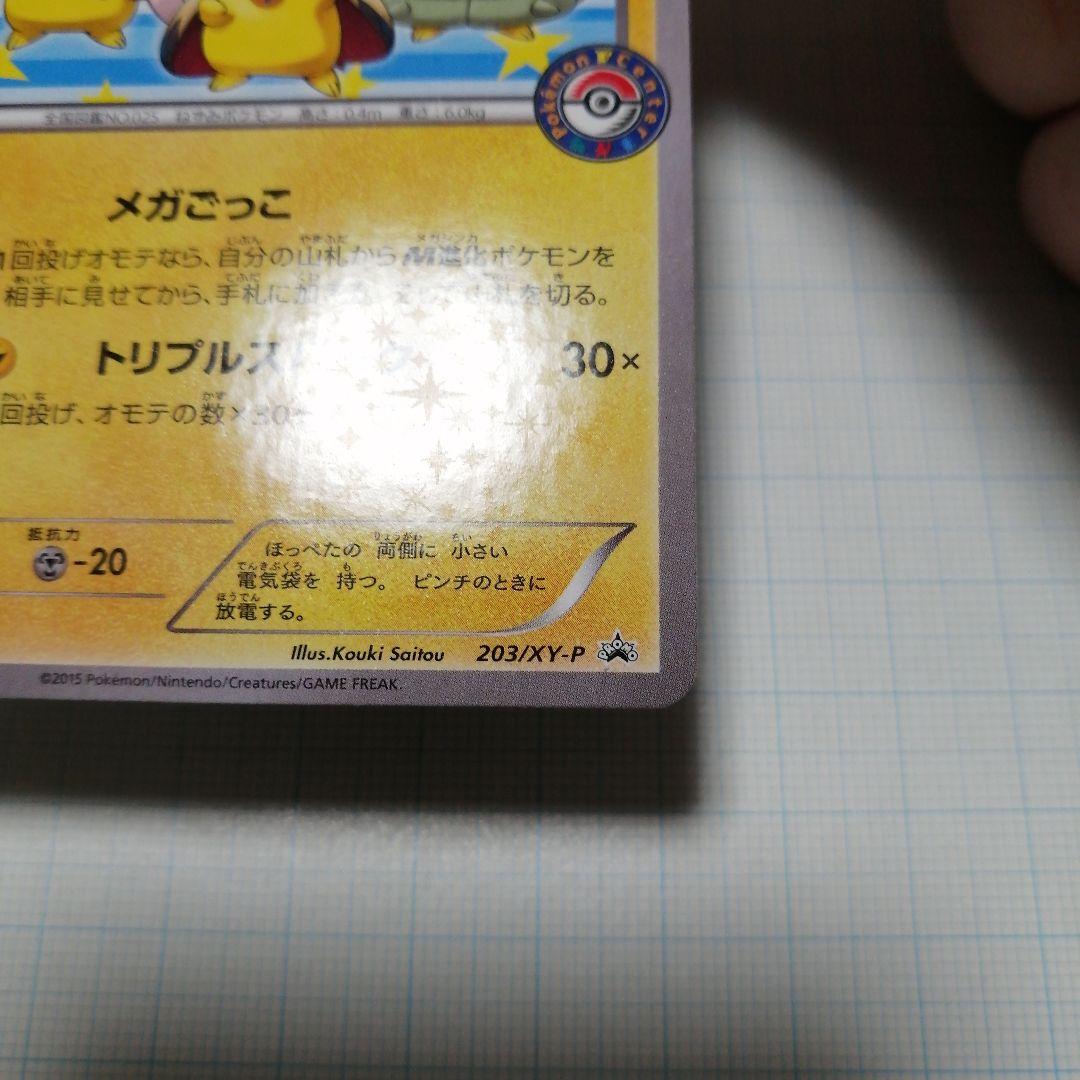 Pokémon Center
全国図鑑NO.025 ねずみポケモン 高さ:0.4m 重さ:6.0kg
メガごっこ
1回投げオモテなら、自分の山札からM進化ポケモンを
相手に見せてから、手札に加 札を切る。
トリプルス 30×
回投げ、オモテの数×30
抵抗力
-20
ほっぺたの 両側に 小さい
電気袋を 持つ。 ピンチのときに
放電する。
Illus.Kouki Saitou 203/XY-P PROMO
©2015 Pokémon/Nintendo/Creatures/GAME FREAK.